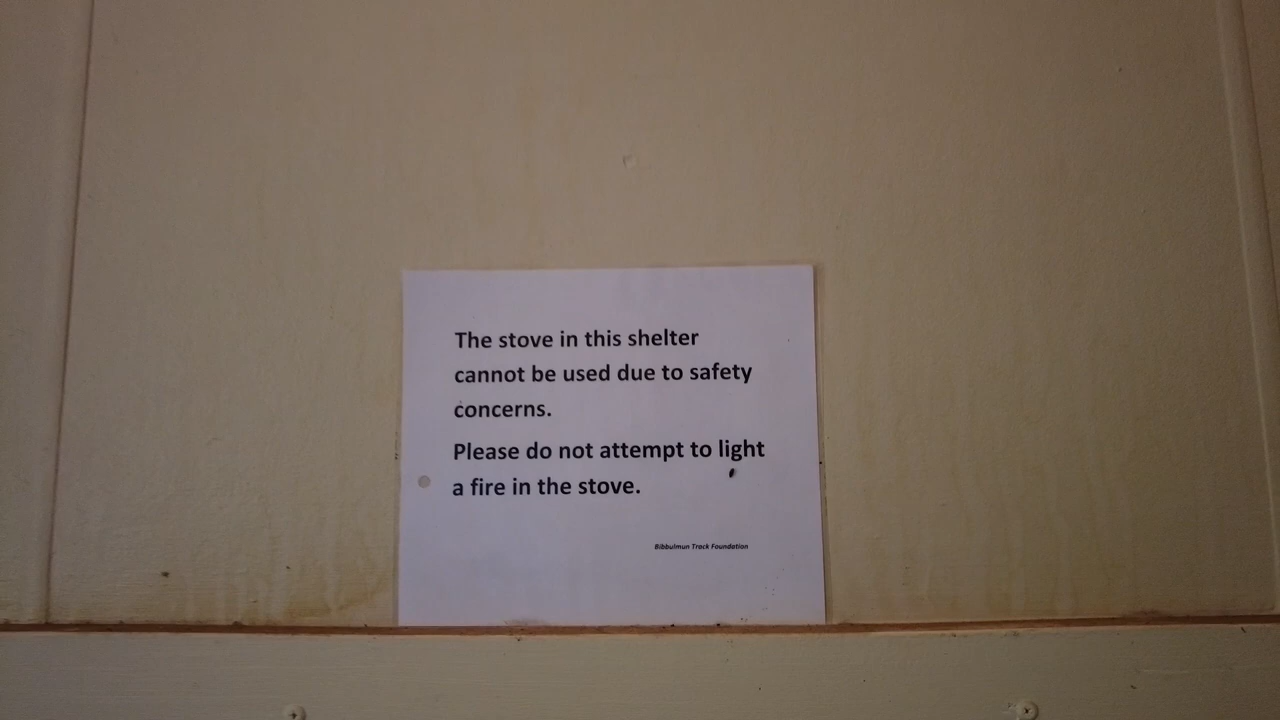 The stove in this shelter
cannot be used due to safety
concerns.
Please do not attempt to light
a fire in the stove.
Bibbulmun Track Foundation